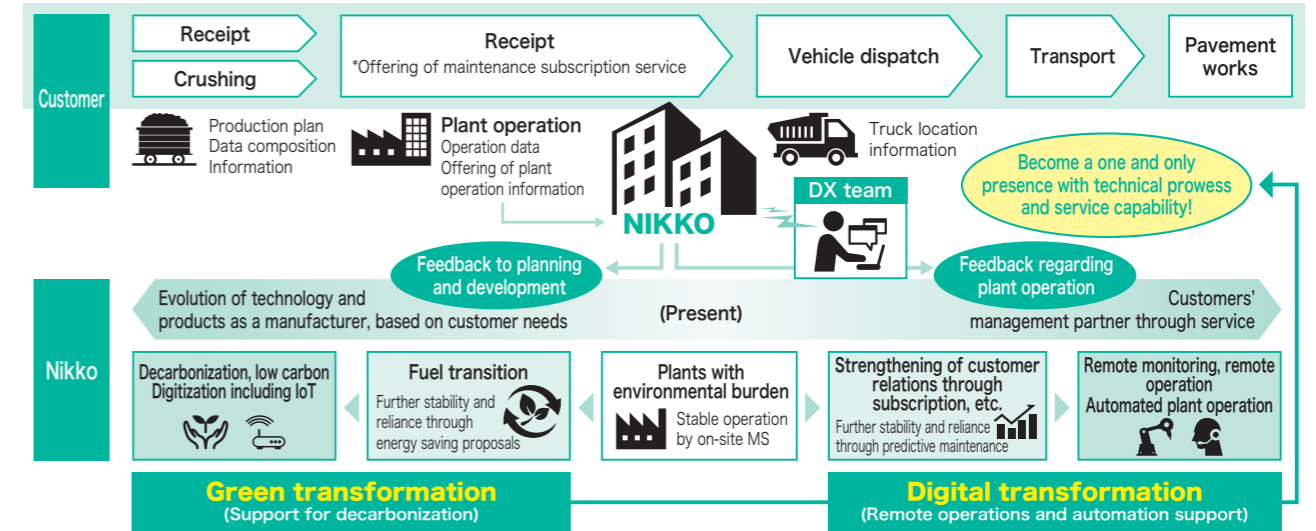 Customer
Receipt
Crushing
Receipt
*Offering of maintenance subscription service
Vehicle dispatch
Transport
Pavement
works
Production plan
Data composition
Information
Plant operation
Operation data
Offering of plant
operation information
NIKKO
Truck location
information
DX team
Become a one and only
presence with technical prowess
and service capability!
Feedback to planning
and development
Feedback regarding
plant operation
Nikko
Evolution of technology and
products as a manufacturer, based on customer needs
(Present)
Customers'
management partner through service
Decarbonization, low carbon
Digitization including IoT
Fuel transition
Further stability and
reliance through
energy saving proposals
Plants with
environmental burden
Stable operation
by on-site MS
Strengthening of customer
relations through
subscription, etc.
Further stability and reliance
through predictive maintenance
Remote monitoring, remote
operation
Automated plant operation
Green transformation
(Support for decarbonization)
Digital transformation
(Remote operations and automation support)